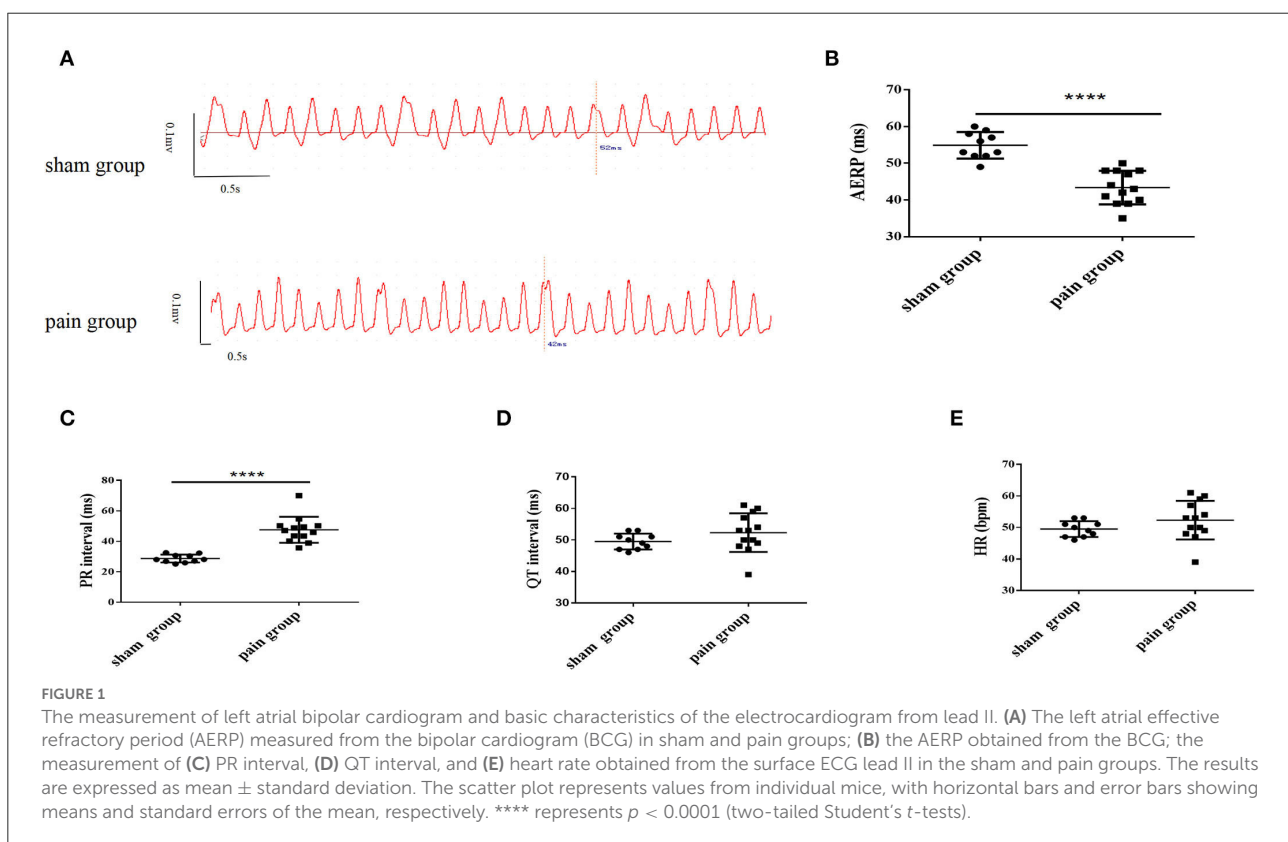 A
0.1mv
sham group
52ms
0.5s
0.1mv
pain group
42ms
0.5s
B
****
AERP (ms)
70
60
50
40
30
sham group
pain group
C
****
PR interval (ms)
80
60
40
20
0
sham group
pain group
D
QT interval (ms)
70
60
50
40
30
sham group
pain group
E
HR (bpm)
70
60
50
40
30
sham group
pain group
FIGURE 1
The measurement of left atrial bipolar cardiogram and basic characteristics of the electrocardiogram from lead II. (A) The left atrial effective
refractory period (AERP) measured from the bipolar cardiogram (BCG) in sham and pain groups; (B) the AERP obtained from the BCG; the
measurement of (C) PR interval, (D) QT interval, and (E) heart rate obtained from the surface ECG lead II in the sham and pain groups. The results
are expressed as mean ± standard deviation. The scatter plot represents values from individual mice, with horizontal bars and error bars showing
means and standard errors of the mean, respectively. **** represents p < 0.0001 (two-tailed Student's t-tests).